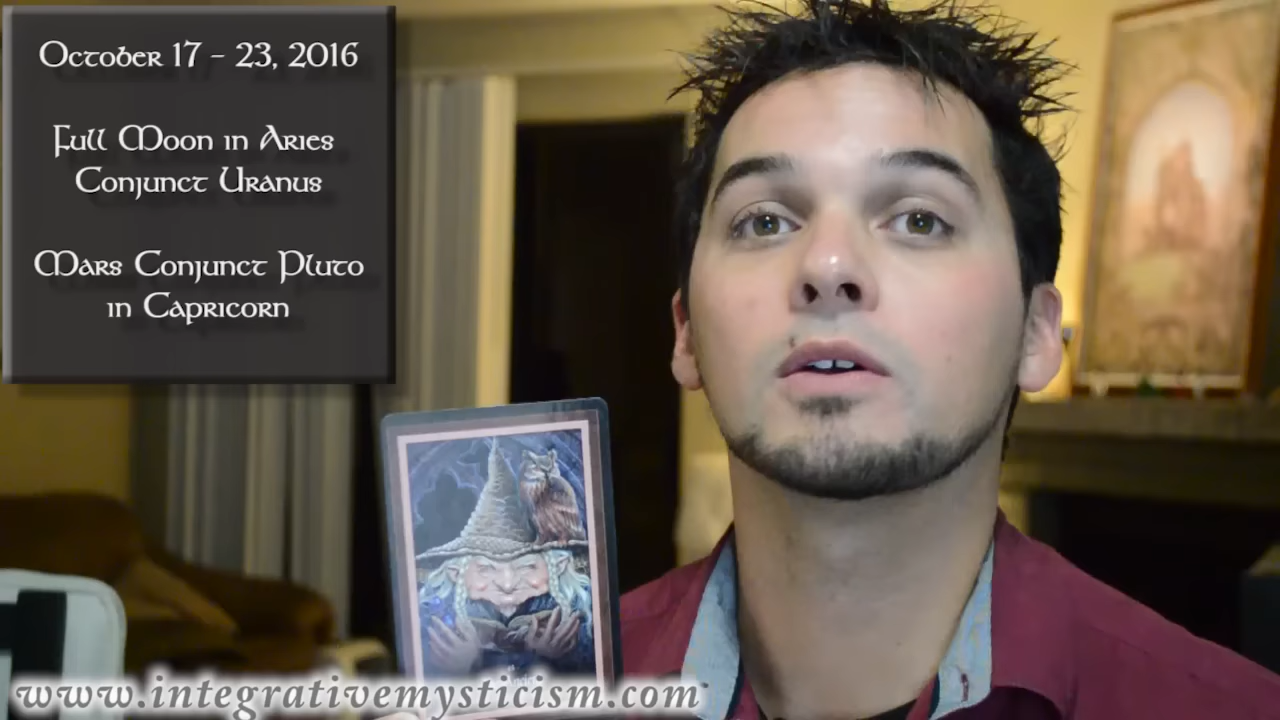 October 17 - 23, 2016
Full Moon in Aries
Conjunct Uranus
Mars Conjunct Pluto
in Capricorn
www.integrativemysticism.com